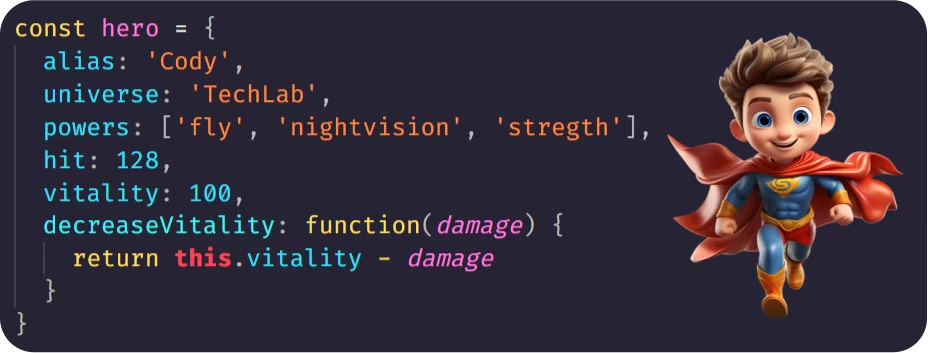 const hero = {
  alias: 'Cody',
  universe: 'TechLab',
  powers: ['fly', 'nightvision', 'stregth'],
  hit: 128,
  vitality: 100,
  decreaseVitality: function(damage) {
    return this.vitality - damage
  }
}